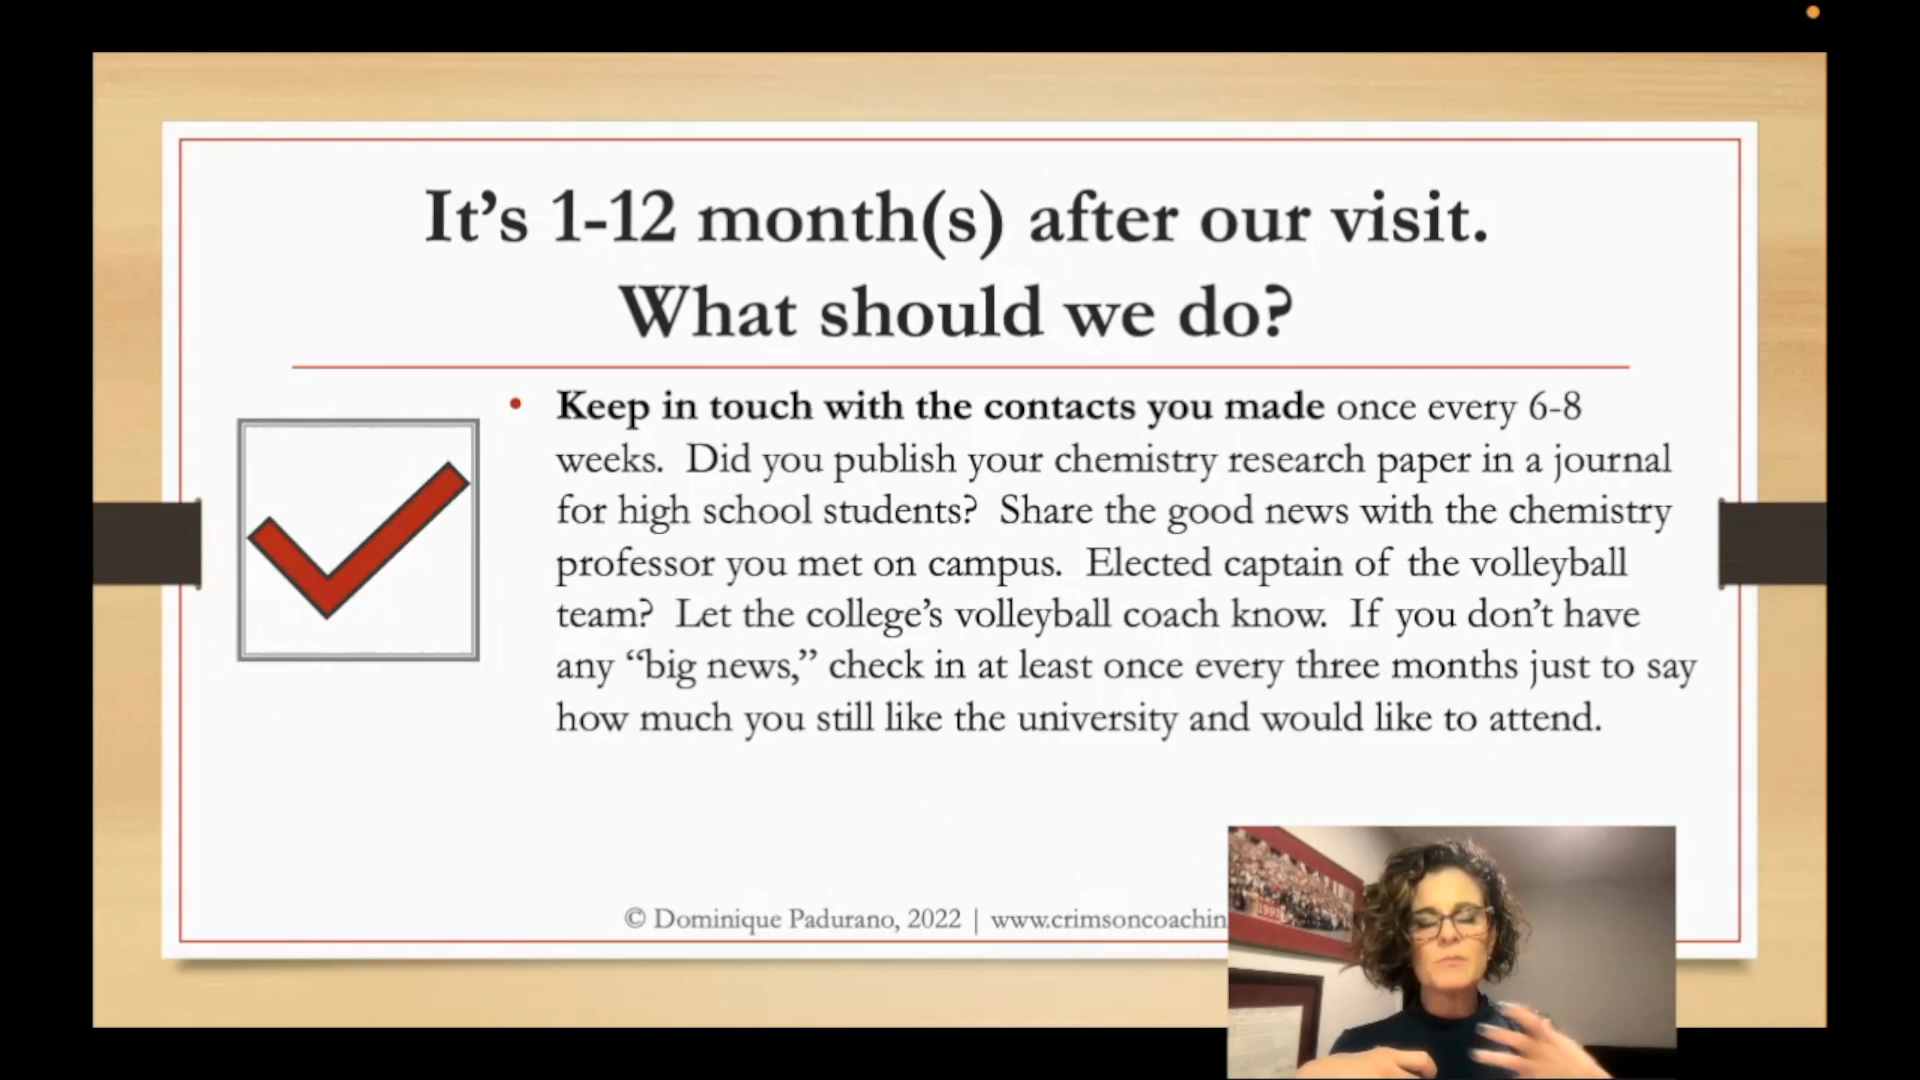 It’s 1-12 month(s) after our visit.
What should we do?
• Keep in touch with the contacts you made once every 6-8
weeks. Did you publish your chemistry research paper in a journal
for high school students? Share the good news with the chemistry
professor you met on campus. Elected captain of the volleyball
team? Let the college’s volleyball coach know. If you don’t have
any “big news,” check in at least once every three months just to say
how much you still like the university and would like to attend.
© Dominique Padurano, 2022 | www.crimsoncoachin